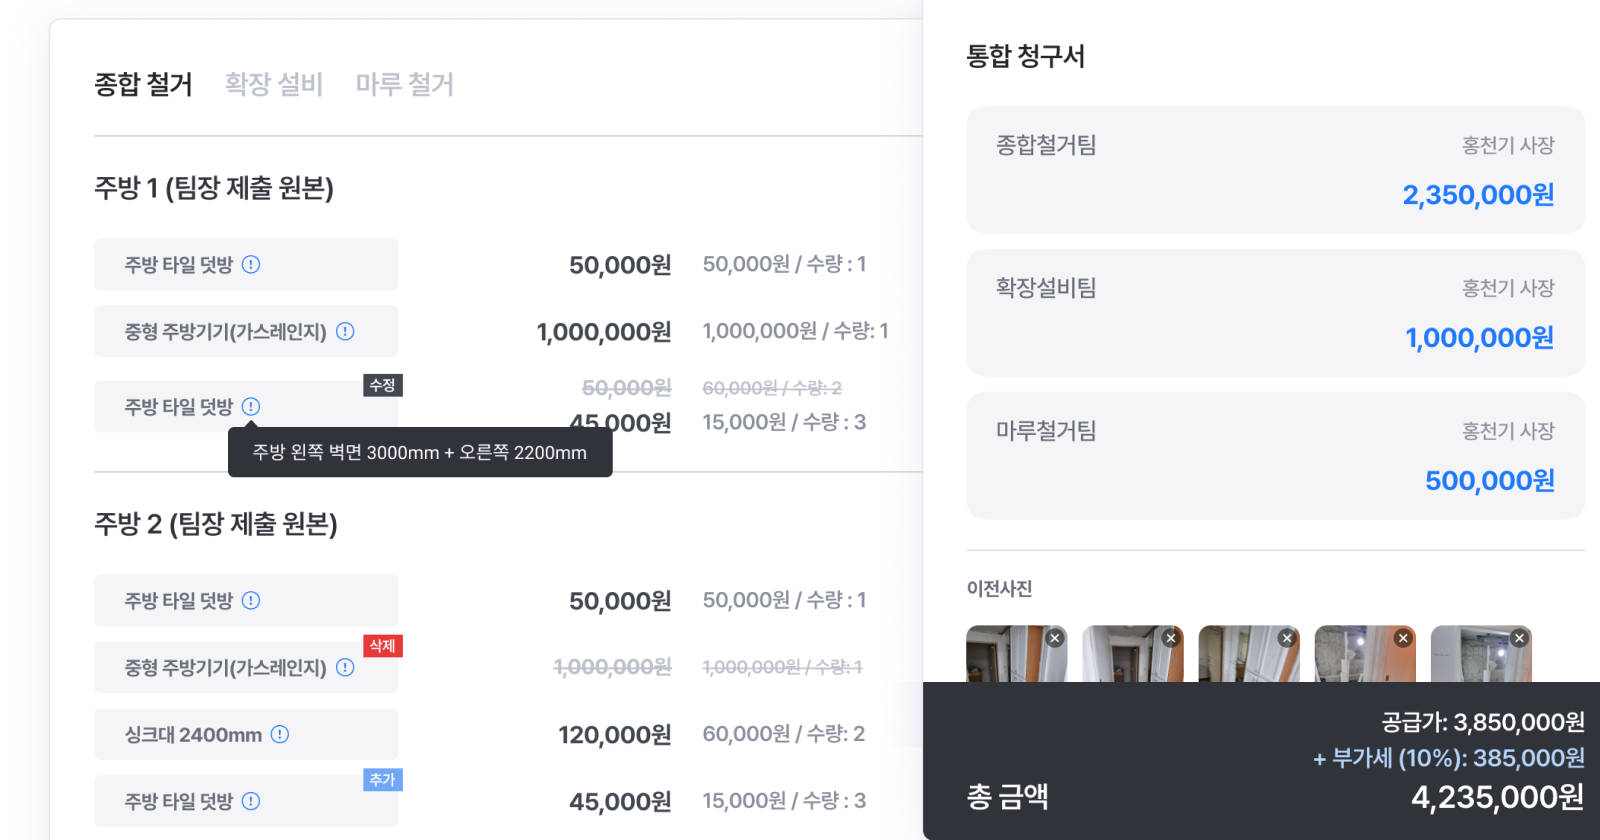 종합 철거 확장 설비 마루 철거
주방 1 (팀장 제출 원본)
주방 타일 덧방 50,000원 50,000원 / 수량 : 1
중형 주방기기(가스레인지) 1,000,000원 1,000,000원 / 수량: 1
수정
50,000원 60,000원 / 수량: 2
주방 타일 덧방 45,000원 15,000원 / 수량 : 3
주방 왼쪽 벽면 3000mm + 오른쪽 2200mm
주방 2 (팀장 제출 원본)
주방 타일 덧방 50,000원 50,000원 / 수량 : 1
삭제
중형 주방기기(가스레인지) 1,000,000원 1,000,000원 / 수량: 1
싱크대 2400mm 120,000원 60,000원 / 수량: 2
추가
주방 타일 덧방 45,000원 15,000원 / 수량 : 3
통합 청구서
종합철거팀 홍천기 사장
2,350,000원
확장설비팀 홍천기 사장
1,000,000원
마루철거팀 홍천기 사장
500,000원
이전사진
공급가: 3,850,000원
+ 부가세 (10%): 385,000원
총 금액 4,235,000원